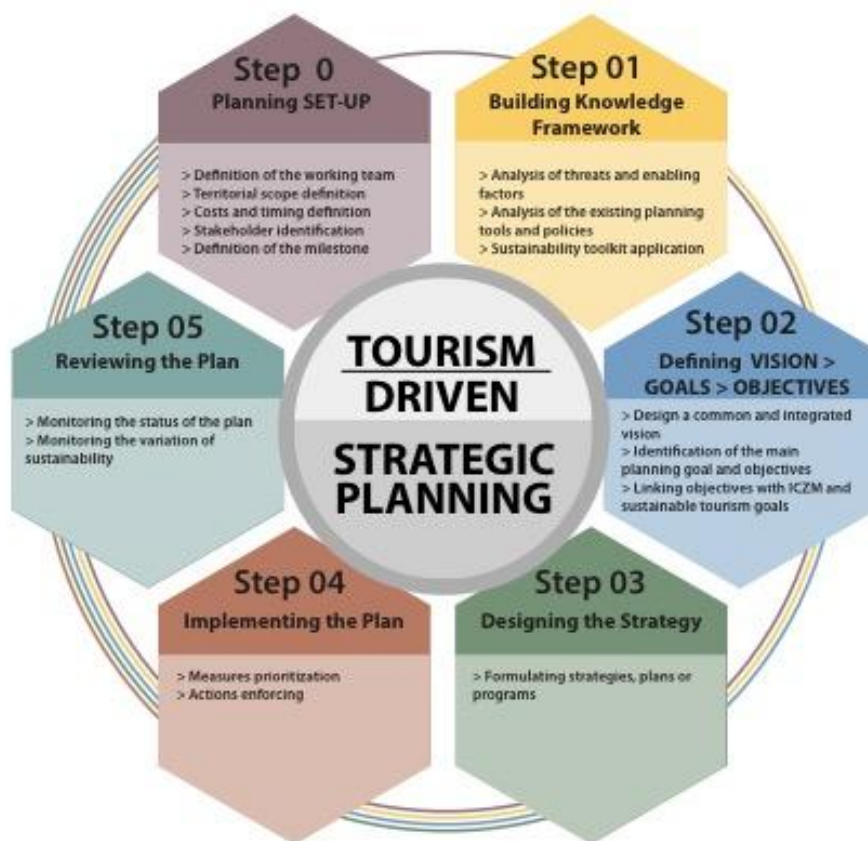 Step 0
Planning SET-UP
> Definition of the working team
> Territorial scope definition
> Costs and timing definition
> Stakeholder identification
> Definition of the milestone
Step 01
Building Knowledge
Framework
> Analysis of threats and enabling
factors
> Analysis of the existing planning
tools and policies
> Sustainability toolkit application
Step 02
Defining VISION >
GOALS > OBJECTIVES
> Design a common and integrated
vision
> Identification of the main
planning goal and objectives
> Linking objectives with ICZM and
sustainable tourism goals
Step 03
Designing the Strategy
> Formulating strategies, plans or
programs
Step 04
Implementing the Plan
> Measures prioritization
> Actions enforcing
Step 05
Reviewing the Plan
> Monitoring the status of the plan
> Monitoring the variation of
sustainability
TOURISM
DRIVEN
STRATEGIC
PLANNING